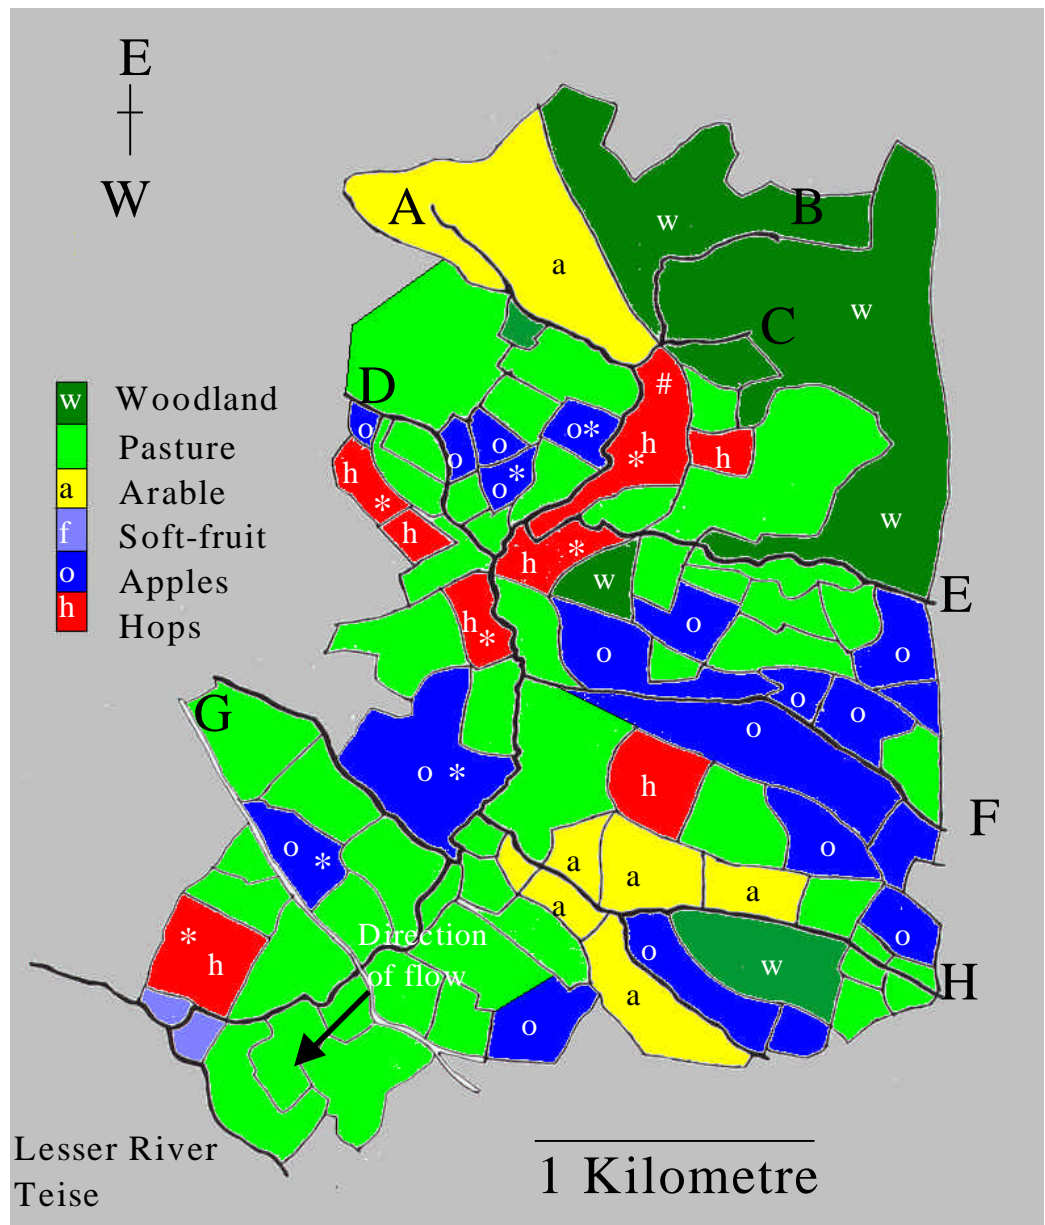 E
W
A
B
w
a
w
C
D
#
w Woodland
Pasture
a Arable
f Soft-fruit
o Apples
h Hops
o
o
o
o*
h
*
h
h
o
*
o
h
*
w
h
h
*
w
E
h
*
o
o
o
G
o
o
o
o
*
h
F
o
*
o
a
a
a
a
*
h
Direction
of flow
o
w
o
H
a
o
Lesser River
Teise
1 Kilometre